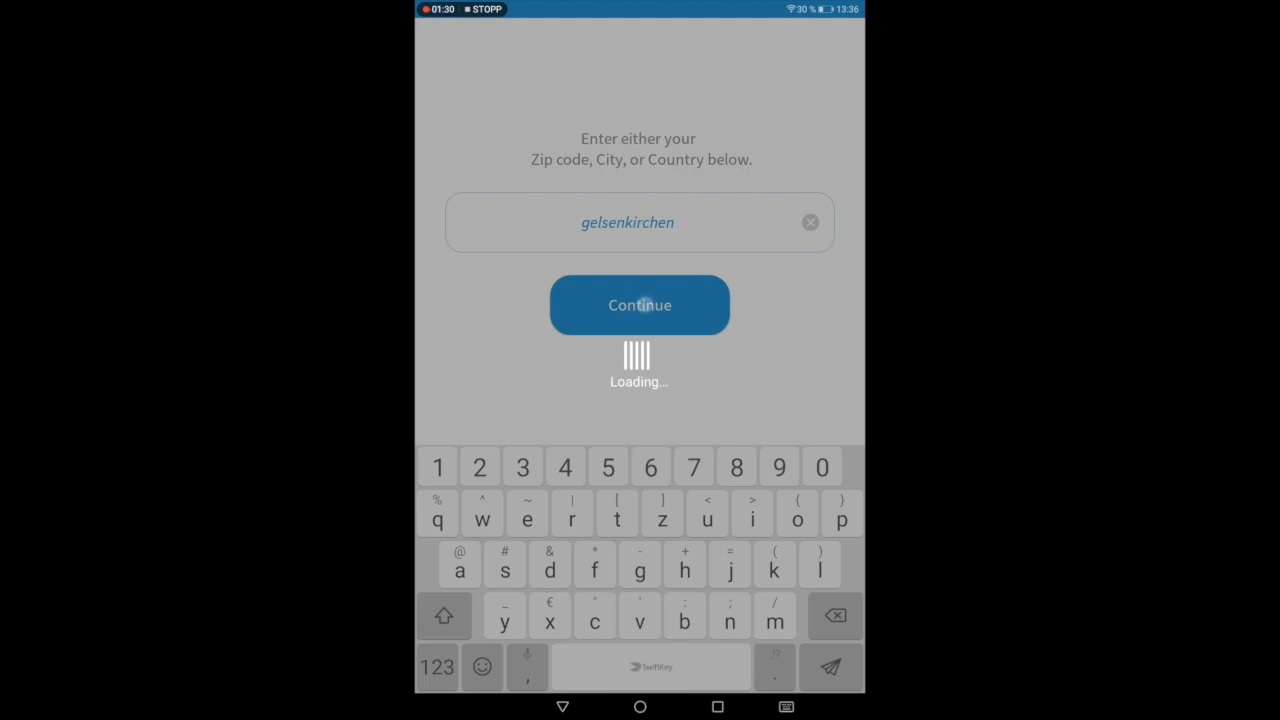 01:30 STOPP 30 % 13:36
Enter either your
Zip code, City, or Country below.
gelsenkirchen
Continue
Loading...
1 2 3 4 5 6 7 8 9 0
% ^ ~ | [ ] < > { }
q w e r t z u i o p
@ # & * - + = ( )
a s d f g h j k l
_ € " ' : ; /
y x c v b n m
!?
123 , SwiftKey .